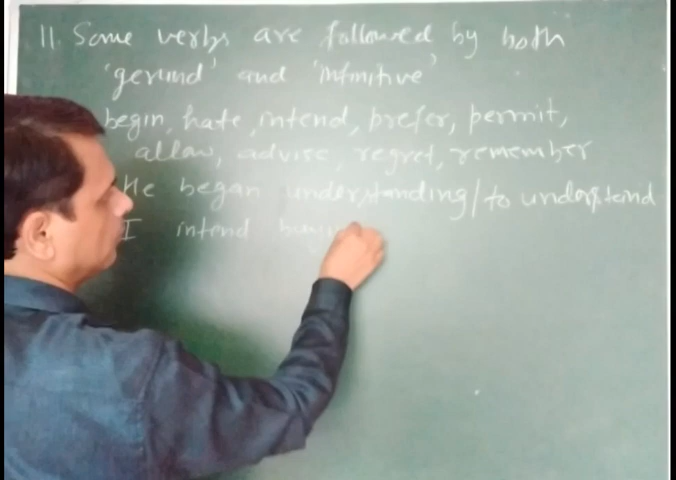 11. Some verbs are followed by both
'gerund' and 'infinitive'
begin, hate, intend, prefer, permit,
allow, advise, regret, remember
He began understanding/to understand
I intend buy